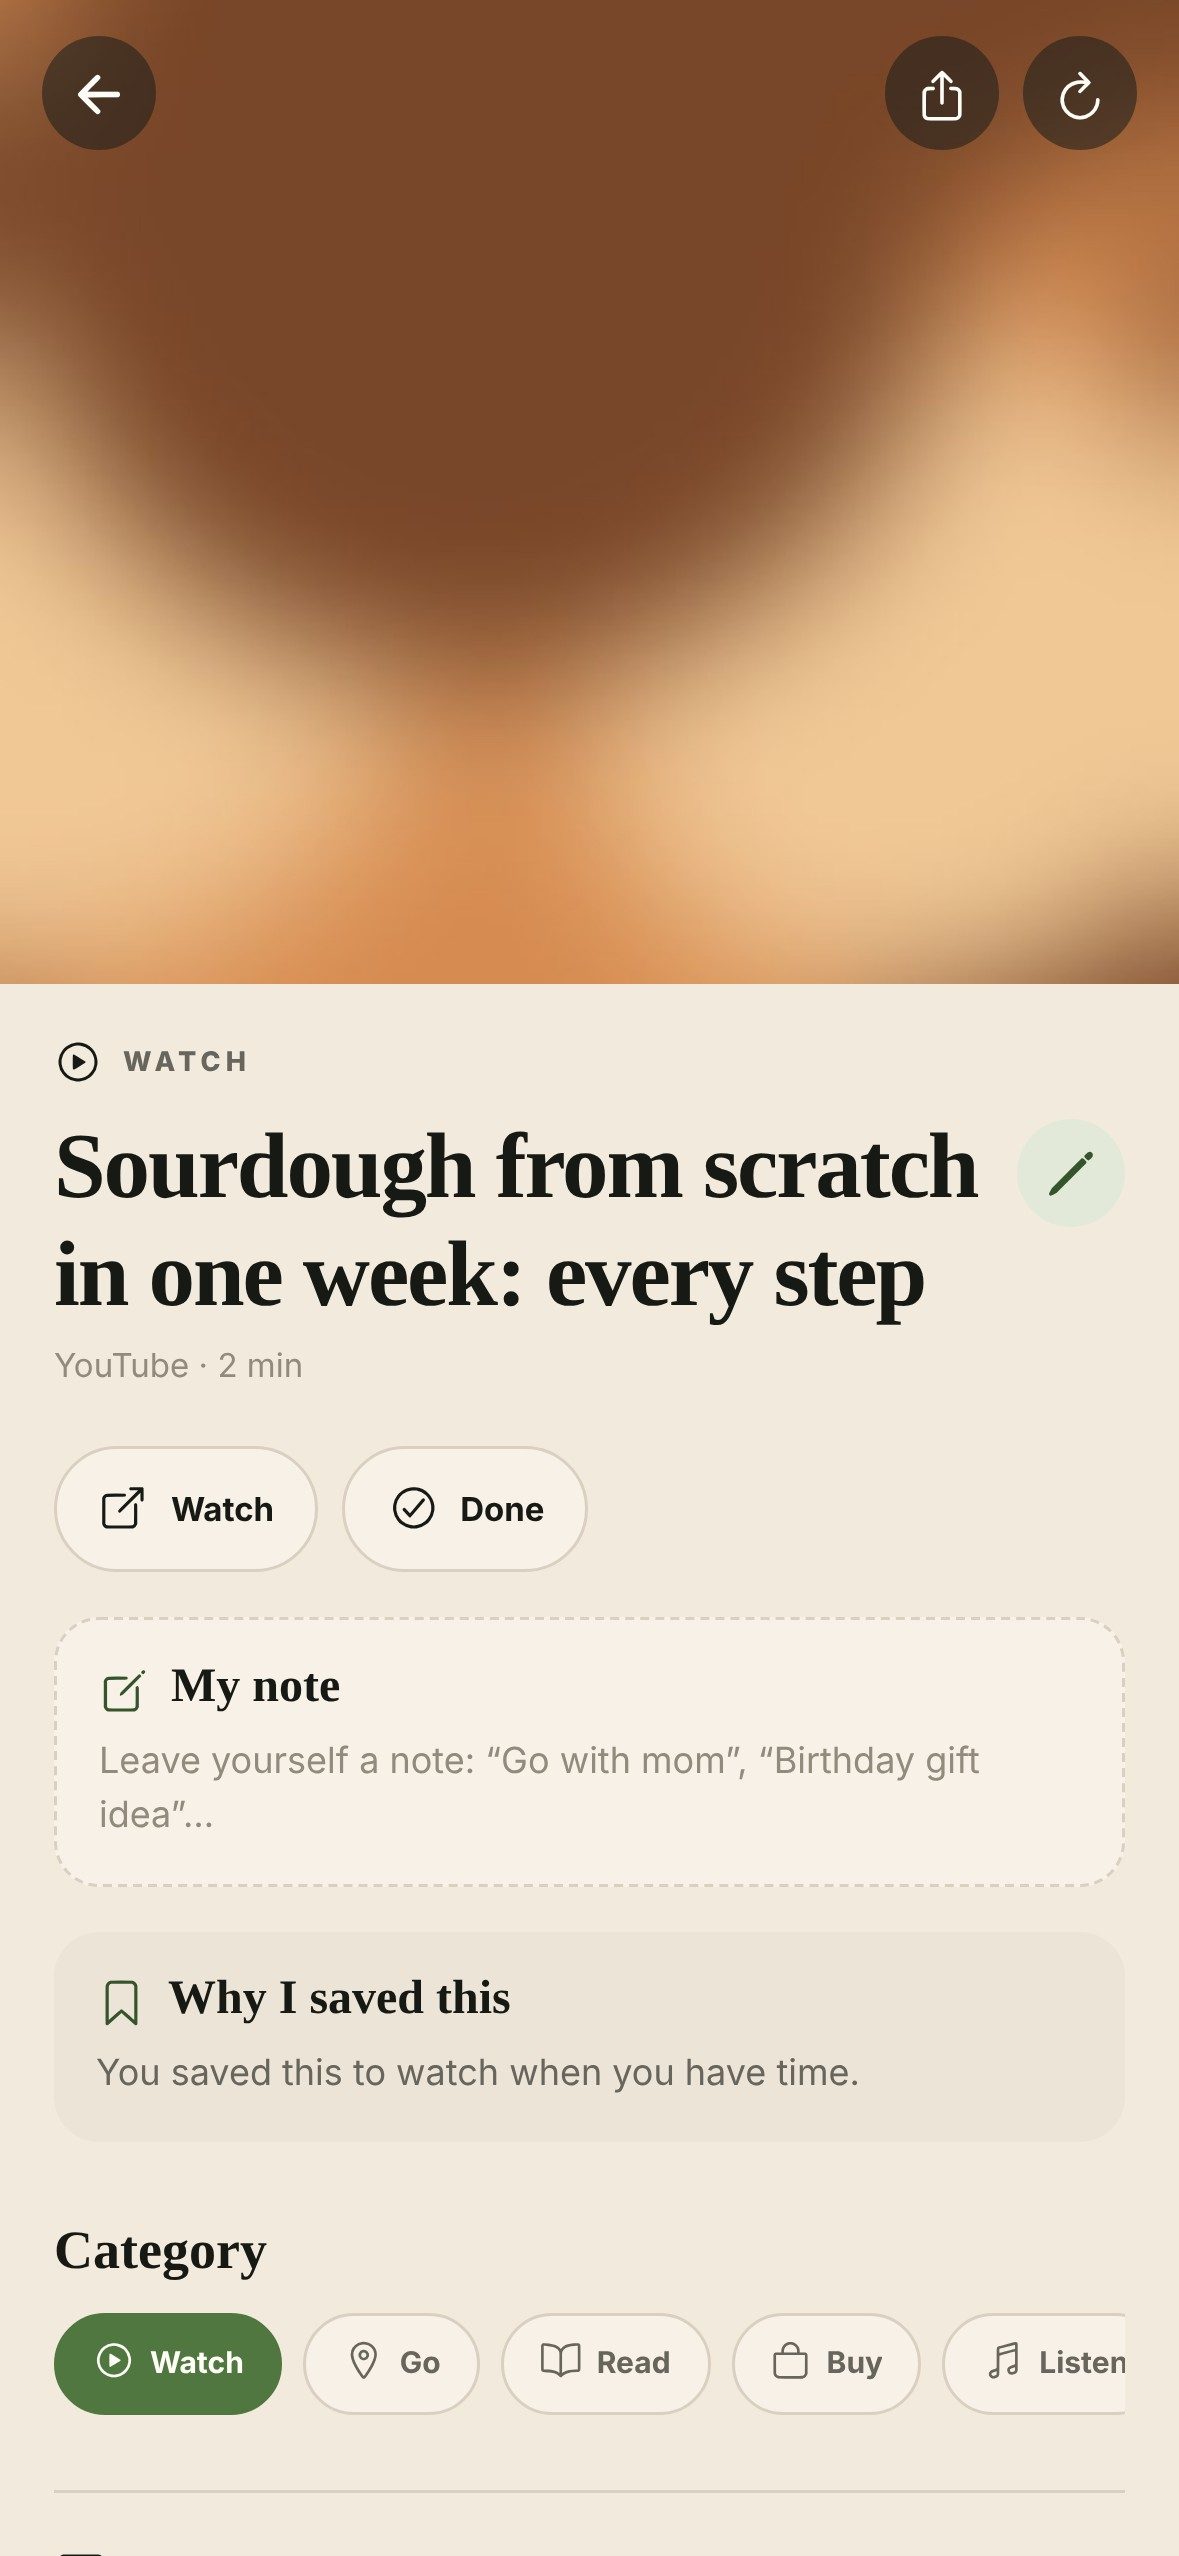 WATCH
Sourdough from scratch
in one week: every step
YouTube · 2 min
Watch
Done
My note
Leave yourself a note: “Go with mom”, “Birthday gift
idea”...
Why I saved this
You saved this to watch when you have time.
Category
Watch
Go
Read
Buy
Listen